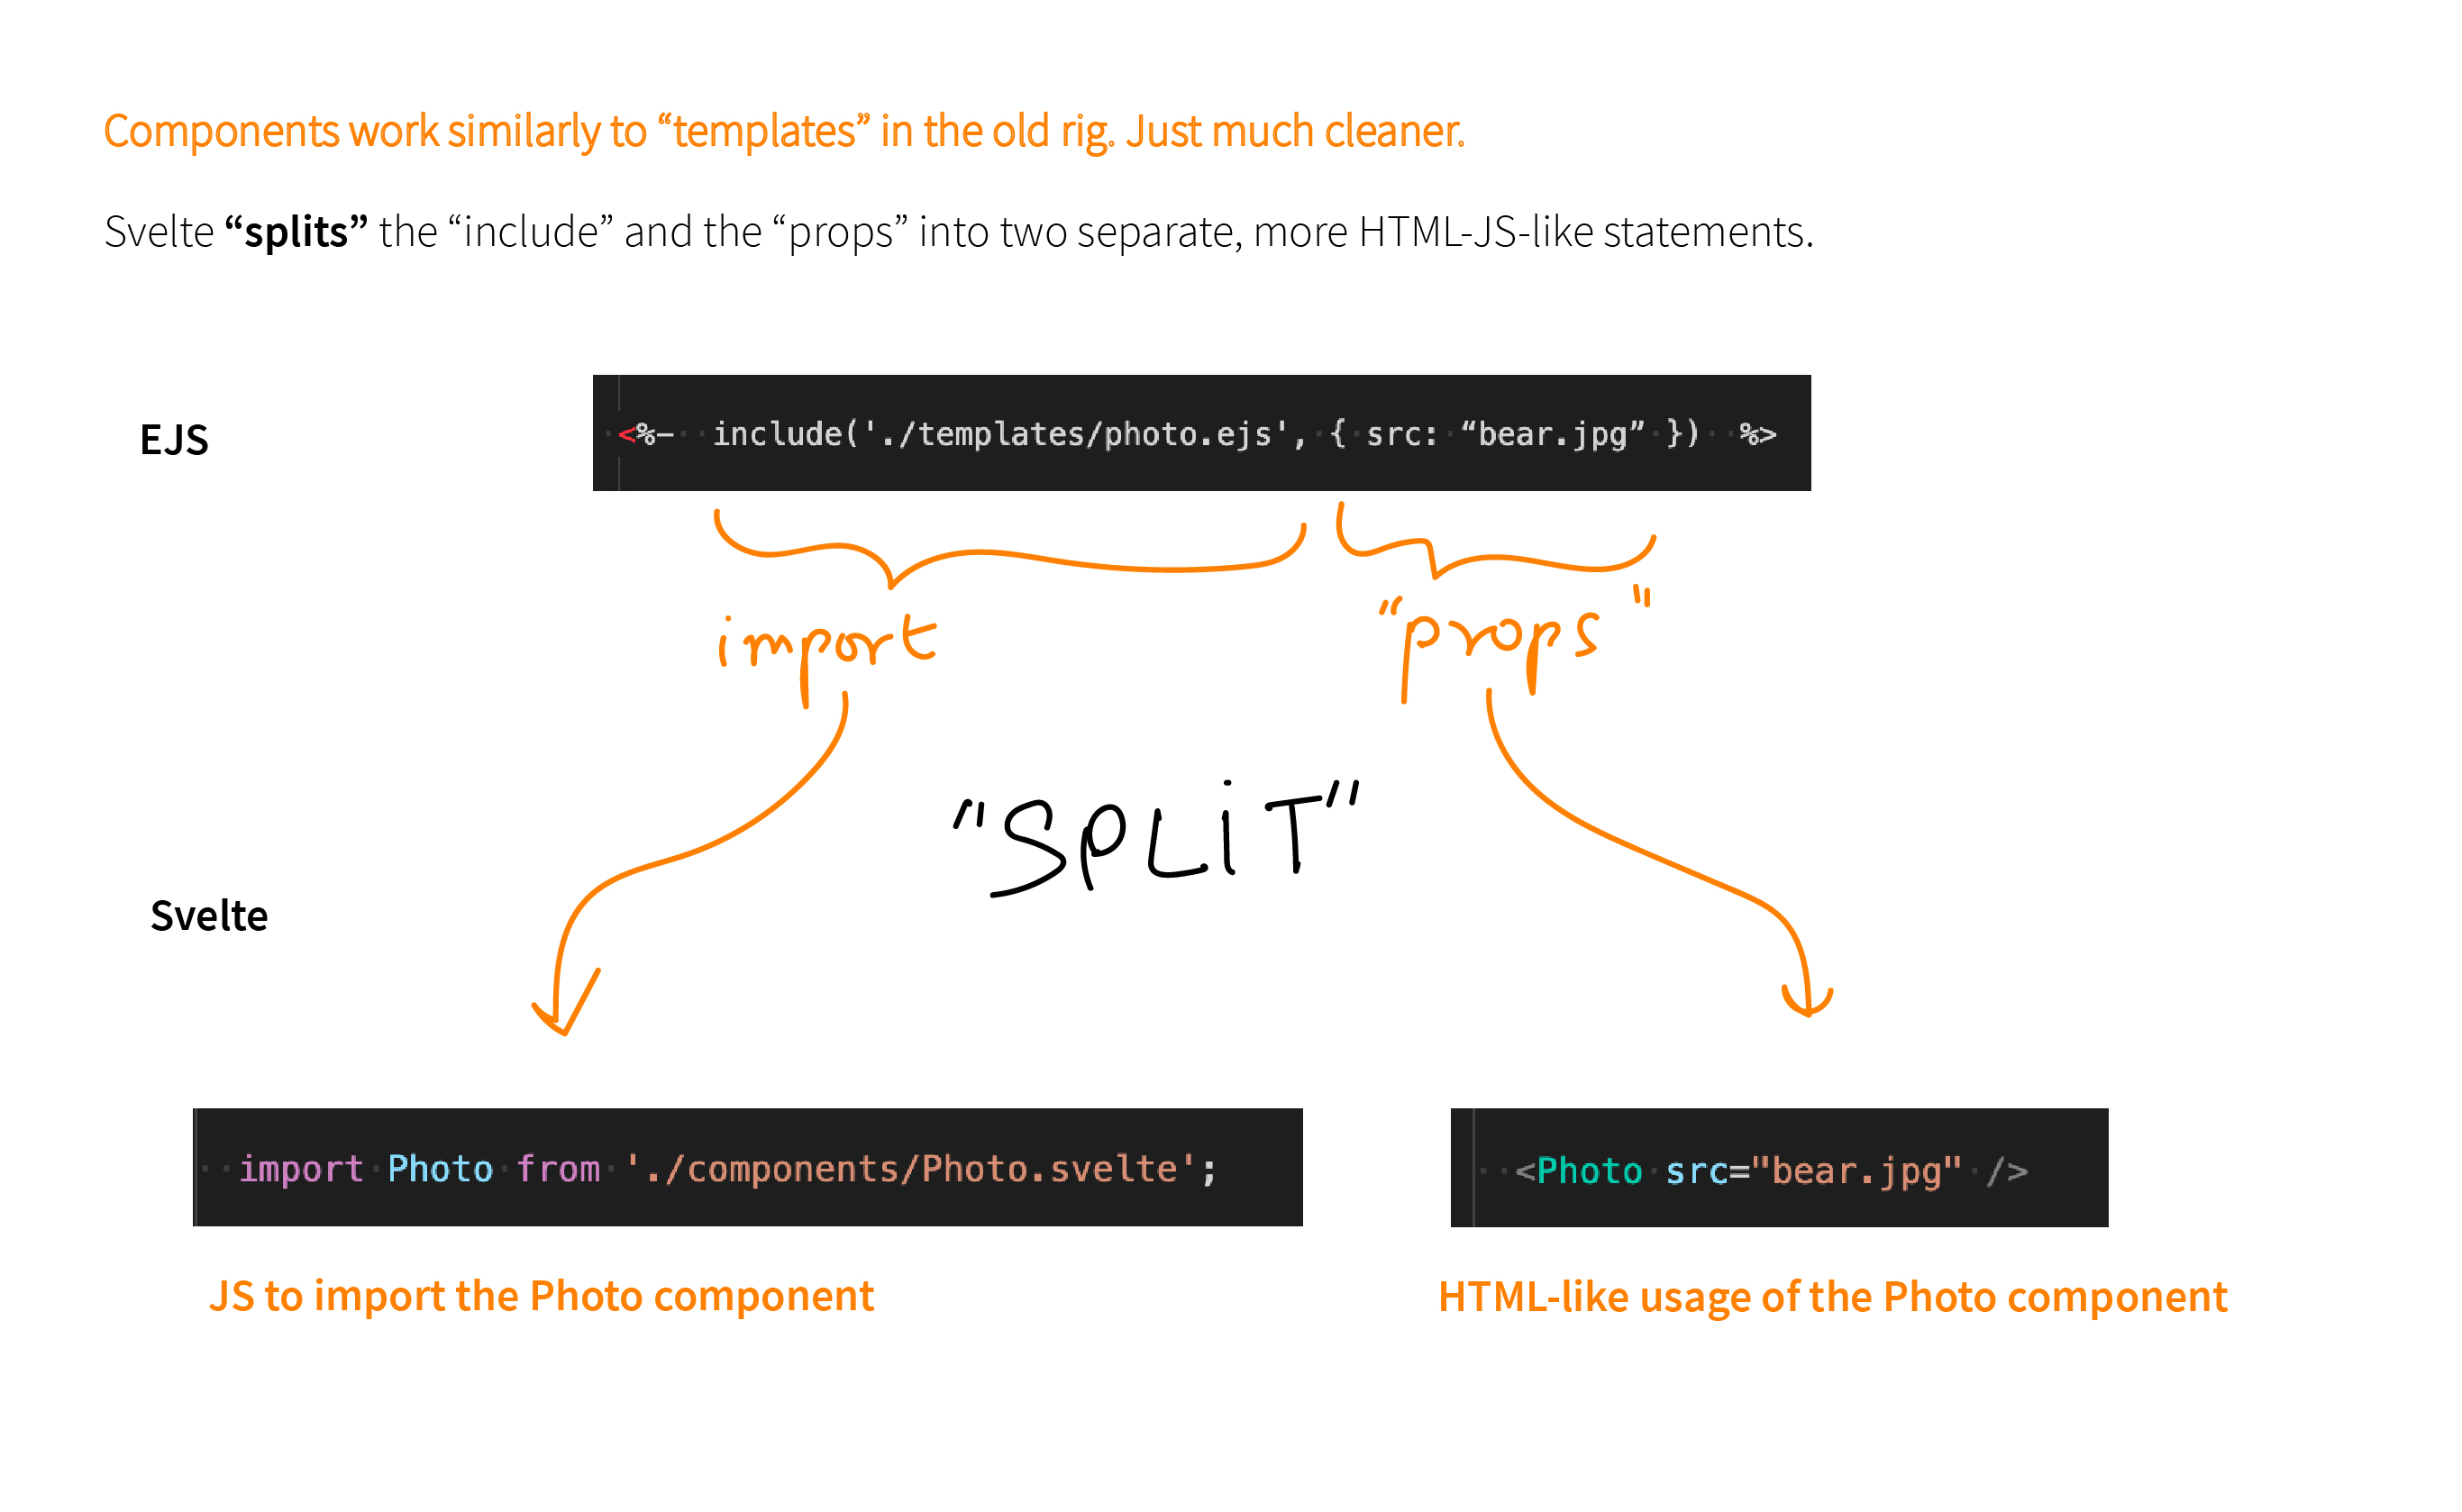 Components work similarly to “templates” in the old rig. Just much cleaner.
Svelte “splits” the “include” and the “props” into two separate, more HTML-JS-like statements.
EJS
<%- include('./templates/photo.ejs', { src: “bear.jpg” }) %>
import
“props"
"SPLiT"
Svelte
import Photo from './components/Photo.svelte';
<Photo src="bear.jpg" />
JS to import the Photo component
HTML-like usage of the Photo component